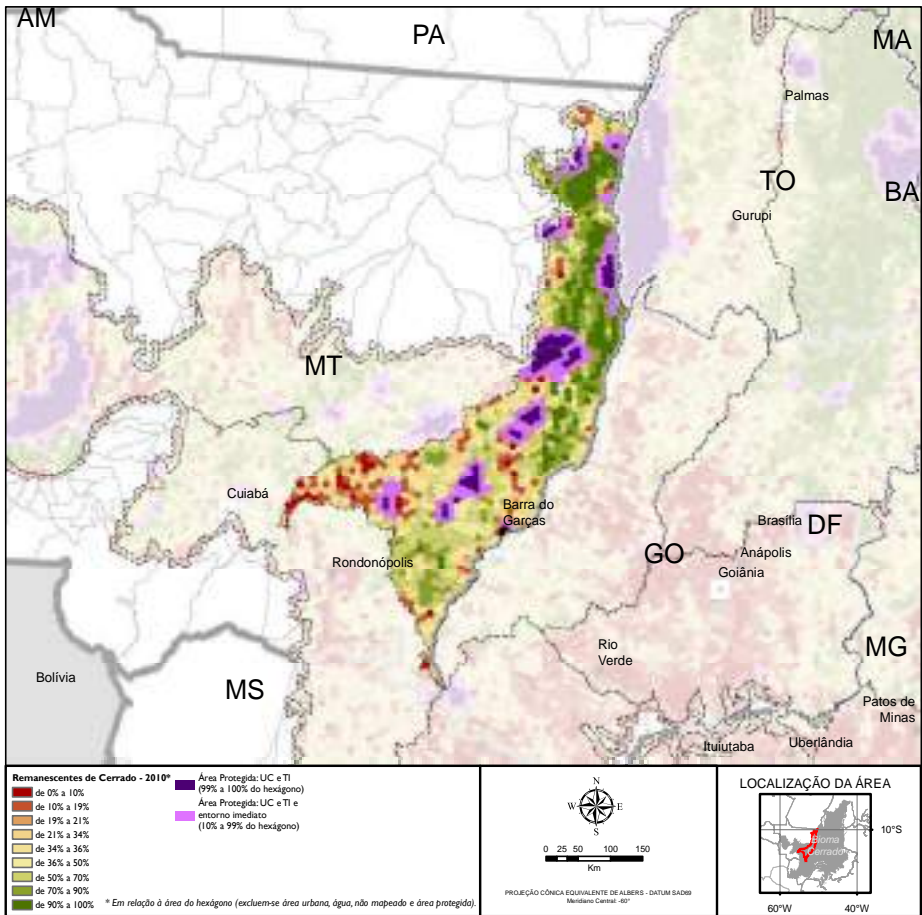 AM
PA
MA
Palmas
TO
BA
Gurupi
MT
Cuiabá
Barra do
Garças
Brasília
DF
Rondonópolis
GO
Anápolis
Goiânia
Rio
Verde
MG
Bolívia
MS
Patos de
Minas
Ituiutaba
Uberlândia
Remanescentes de Cerrado - 2010*
de 0% a 10%
de 10% a 19%
de 19% a 21%
de 21% a 34%
de 34% a 36%
de 36% a 50%
de 50% a 70%
de 70% a 90%
de 90% a 100%
Área Protegida: UC e TI
(99% a 100% do hexágono)
Área Protegida: UC e TI e
entorno imediato
(10% a 99% do hexágono)
* Em relação à área do hexágono (excluem-se área urbana, água, não mapeado e área protegida).
N
W E
S
0 25 50 100 150
Km
PROJEÇÃO CÔNICA EQUIVALENTE DE ALBERS - DATUM SAD69
Meridiano Central: -60°
LOCALIZAÇÃO DA ÁREA
10°S
Bioma
Cerrado
60°W 40°W